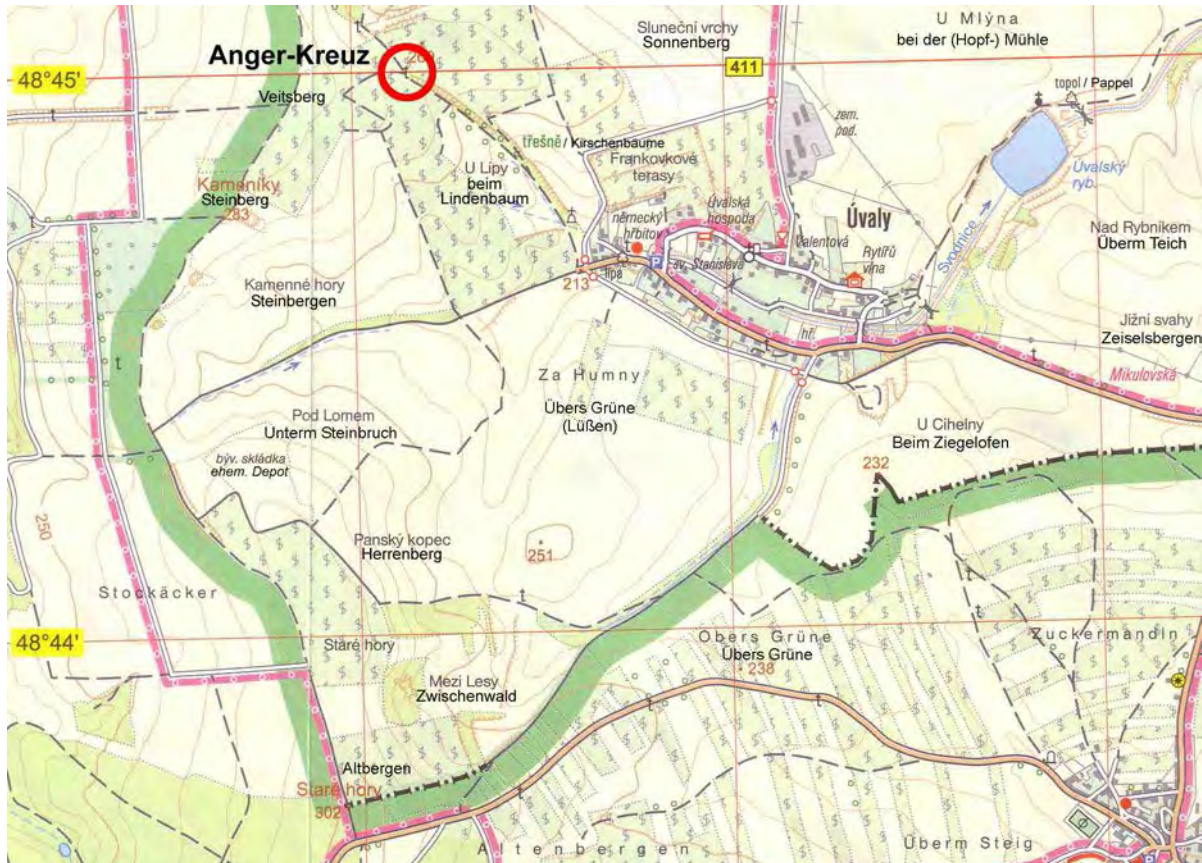 Anger-Kreuz
48°45'
Veitsberg
Sluneční vrchy
Sonnenberg
411
U Mlýna
bei der (Hopf-) Mühle
topol / Pappel
zem.
pod.
třešně / Kirschenbäume
Frankovkové
terasy
U Lípy
beim
Lindenbaum
Kameníky
Steinberg
283
německý
hřbitov
Úvalská
hospoda
Úvaly
Valentová
Rytířů
vína
sv. Stanislava
lípa
P
213
hř.
Svodnice
Úvalský
ryb.
Nad Rybníkem
Überm Teich
Kamenné hory
Steinbergen
Jižní svahy
Zeiselsbergen
Mikulovská
Za Humny
Übers Grüne
(Lüßen)
Pod Lomem
Unterm Steinbruch
býv. skládka
ehem. Depot
U Cihelny
Beim Ziegelofen
232
250
Panský kopec
Herrenberg
251
Stockäcker
48°44'
Staré hory
Obers Grüne
Übers Grüne
238
Zuckermandin
Mezi Lesy
Zwischenwald
Altbergen
Staré hory
302
Altenbergen
Überm Steig